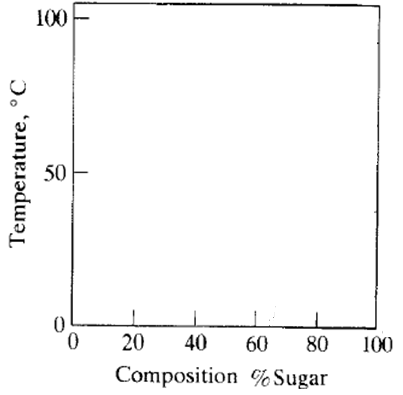 100
50
0
Temperature, °C
0 20 40 60 80 100
Composition % Sugar